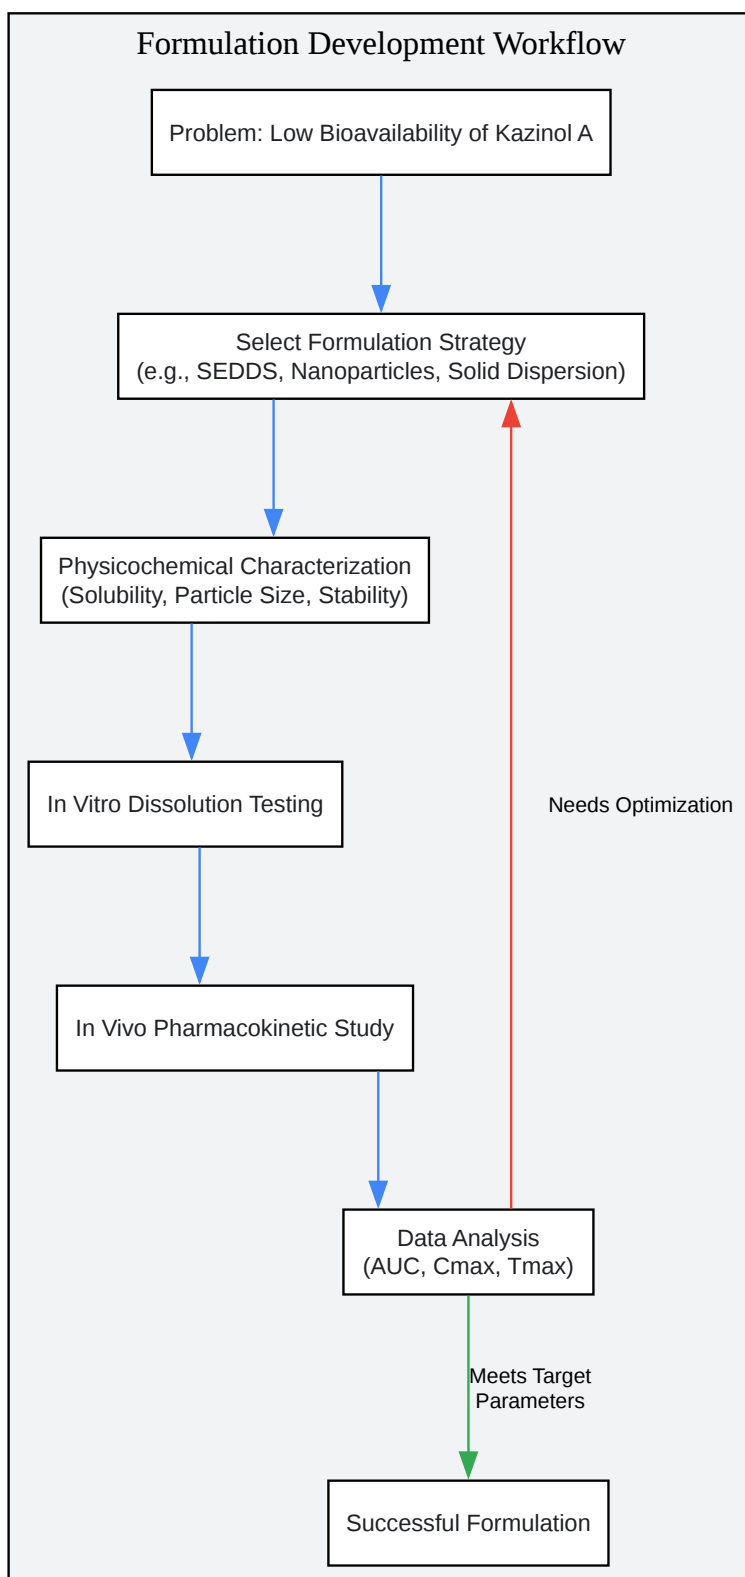 Formulation Development Workflow
Problem: Low Bioavailability of Kazinol A
Select Formulation Strategy
(e.g., SEDDS, Nanoparticles, Solid Dispersion)
Physicochemical Characterization
(Solubility, Particle Size, Stability)
In Vitro Dissolution Testing
Needs Optimization
In Vivo Pharmacokinetic Study
Data Analysis
(AUC, Cmax, Tmax)
Meets Target
Parameters
Successful Formulation